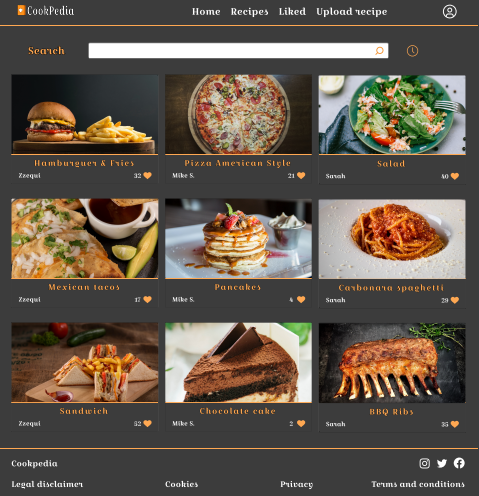 CookPedia
Home Recipes Liked Upload recipe
Search
Hamburguer & Fries
Zzequi 32
Pizza American Style
Mike S. 21
Salad
Sarah 40
Mexican tacos
Zzequi 17
Pancakes
Mike S. 4
Carbonara spaghetti
Sarah 29
Sandwich
Zzequi 52
Chocolate cake
Mike S. 2
BBQ Ribs
Sarah 35
Cookpedia
Legal disclaimer Cookies Privacy Terms and conditions